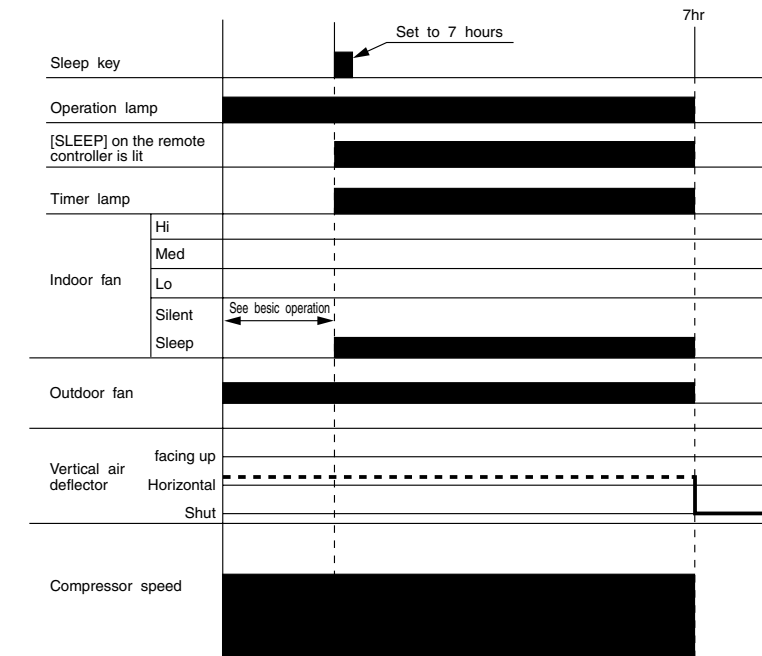 7hr
Set to 7 hours
Sleep key
Operation lamp
[SLEEP] on the remote
controller is lit
Timer lamp
Hi
Med
Indoor fan
Lo
See besic operation
Silent
Sleep
Outdoor fan
facing up
Vertical air
deflector
Horizontal
Shut
Compressor speed